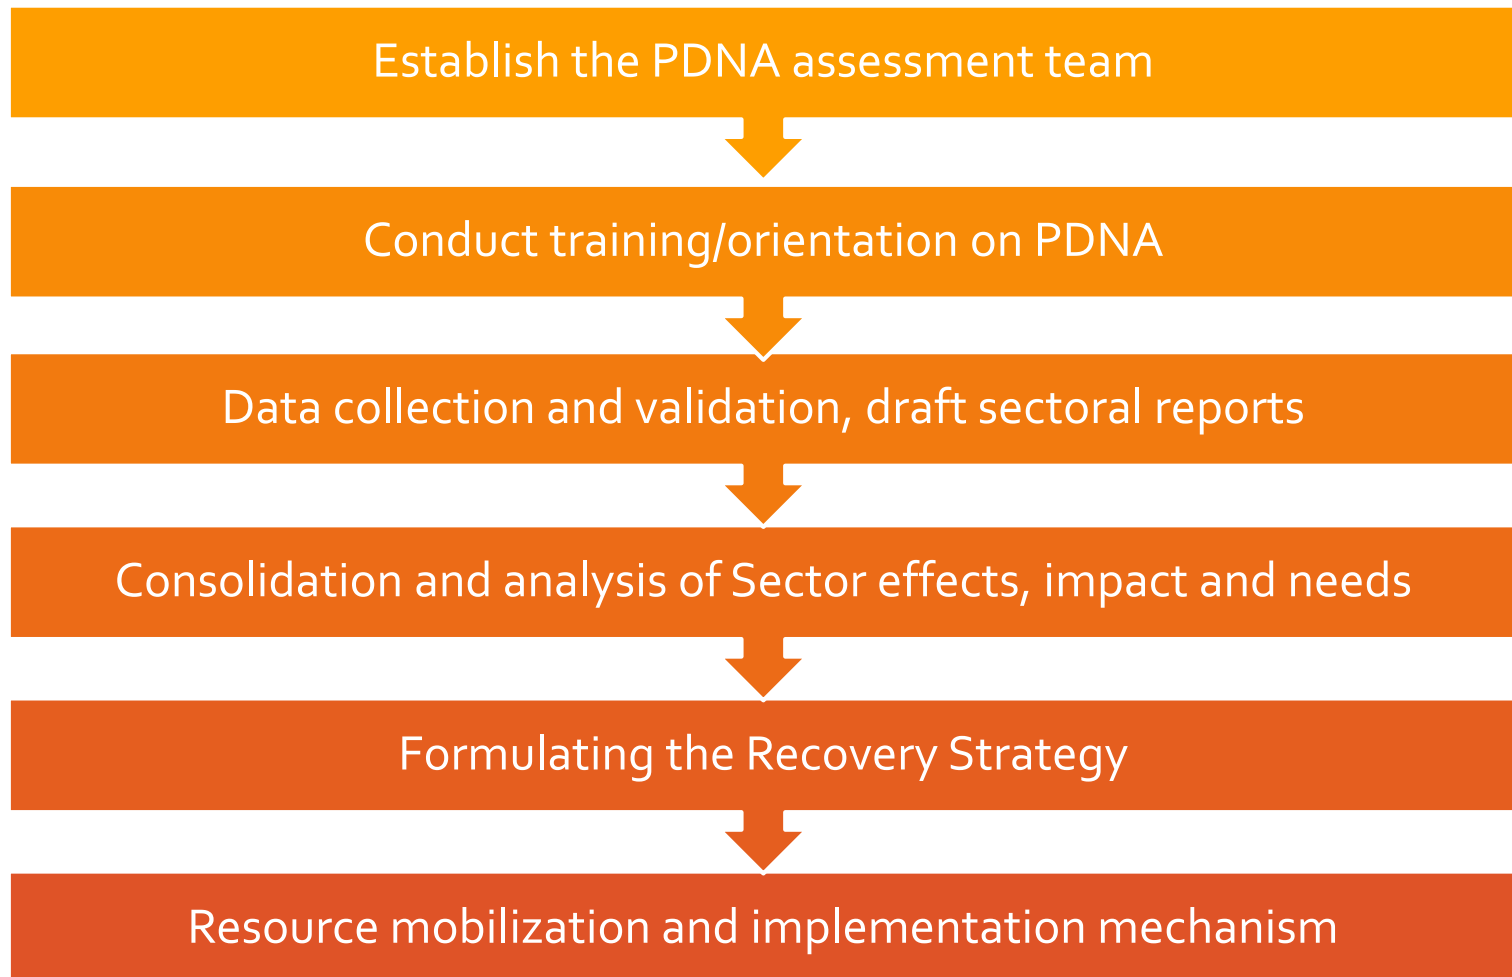 Establish the PDNA assessment team
Conduct training/orientation on PDNA
Data collection and validation, draft sectoral reports
Consolidation and analysis of Sector effects, impact and needs
Formulating the Recovery Strategy
Resource mobilization and implementation mechanism